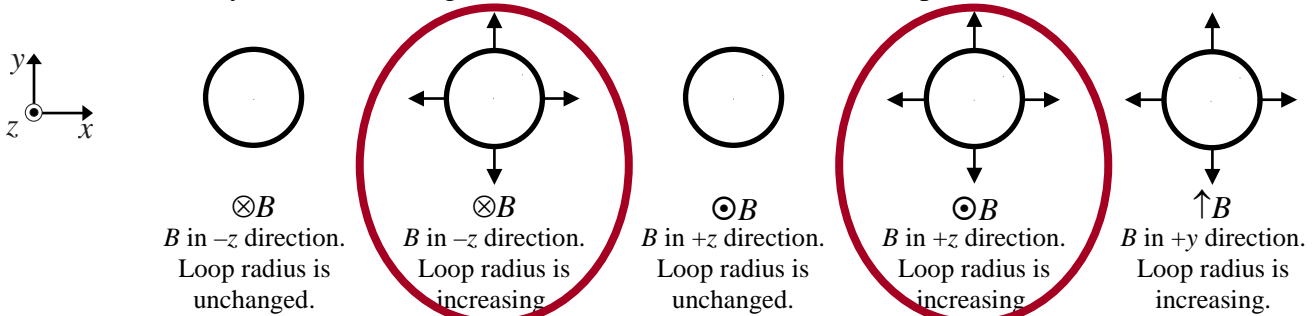 y
z x
⊗B ⊗B ⊙B ⊙B ↑B
B in –z direction. B in –z direction. B in +z direction. B in +z direction. B in +y direction.
Loop radius is Loop radius is Loop radius is Loop radius is Loop radius is
unchanged. increasing unchanged. increasing increasing.